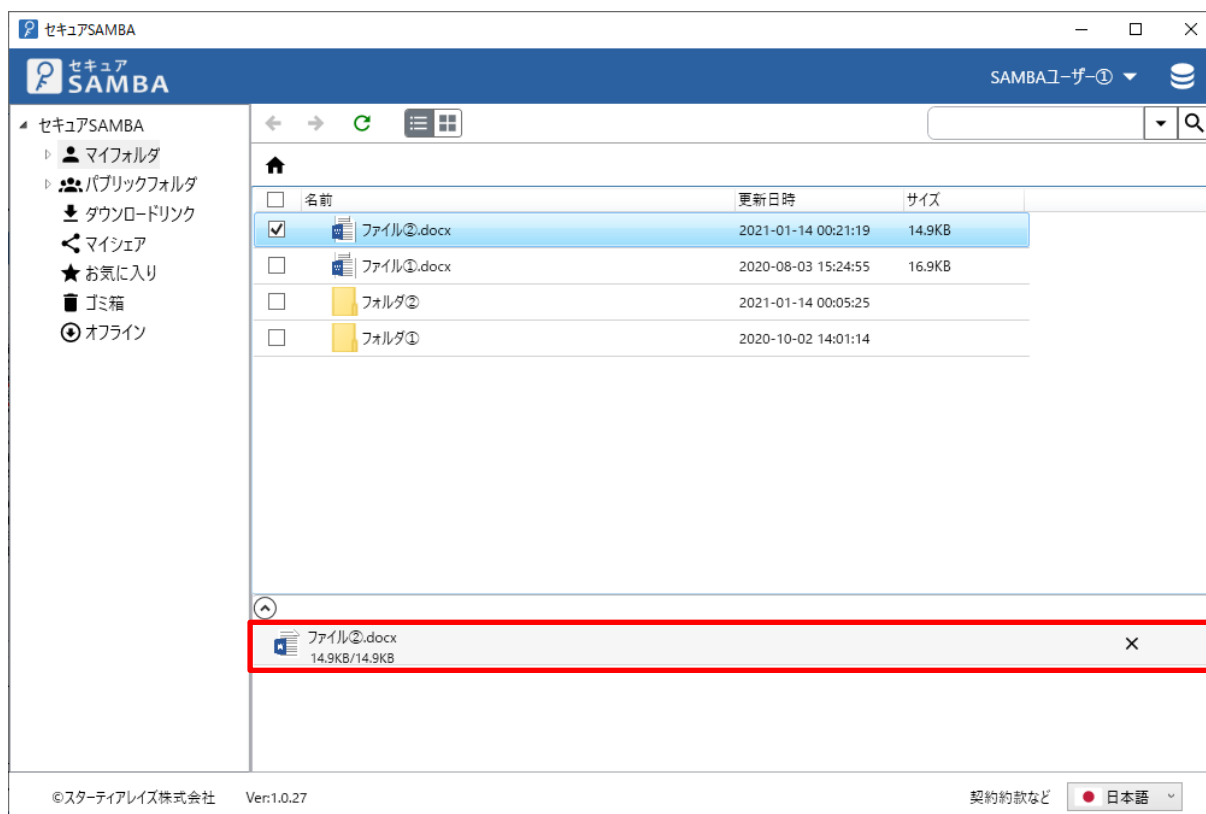 セキュアSAMBA
セキュア
SAMBA
SAMBAユーザー① ▼
セキュアSAMBA
マイフォルダ
パブリックフォルダ
ダウンロードリンク
マイシェア
お気に入り
ゴミ箱
オフライン
名前 更新日時 サイズ
ファイル②.docx 2021-01-14 00:21:19 14.9KB
ファイル①.docx 2020-08-03 15:24:55 16.9KB
フォルダ② 2021-01-14 00:05:25
フォルダ① 2020-10-02 14:01:14
ファイル②.docx
14.9KB/14.9KB
©スターティアレイズ株式会社 Ver:1.0.27 契約約款など 日本語